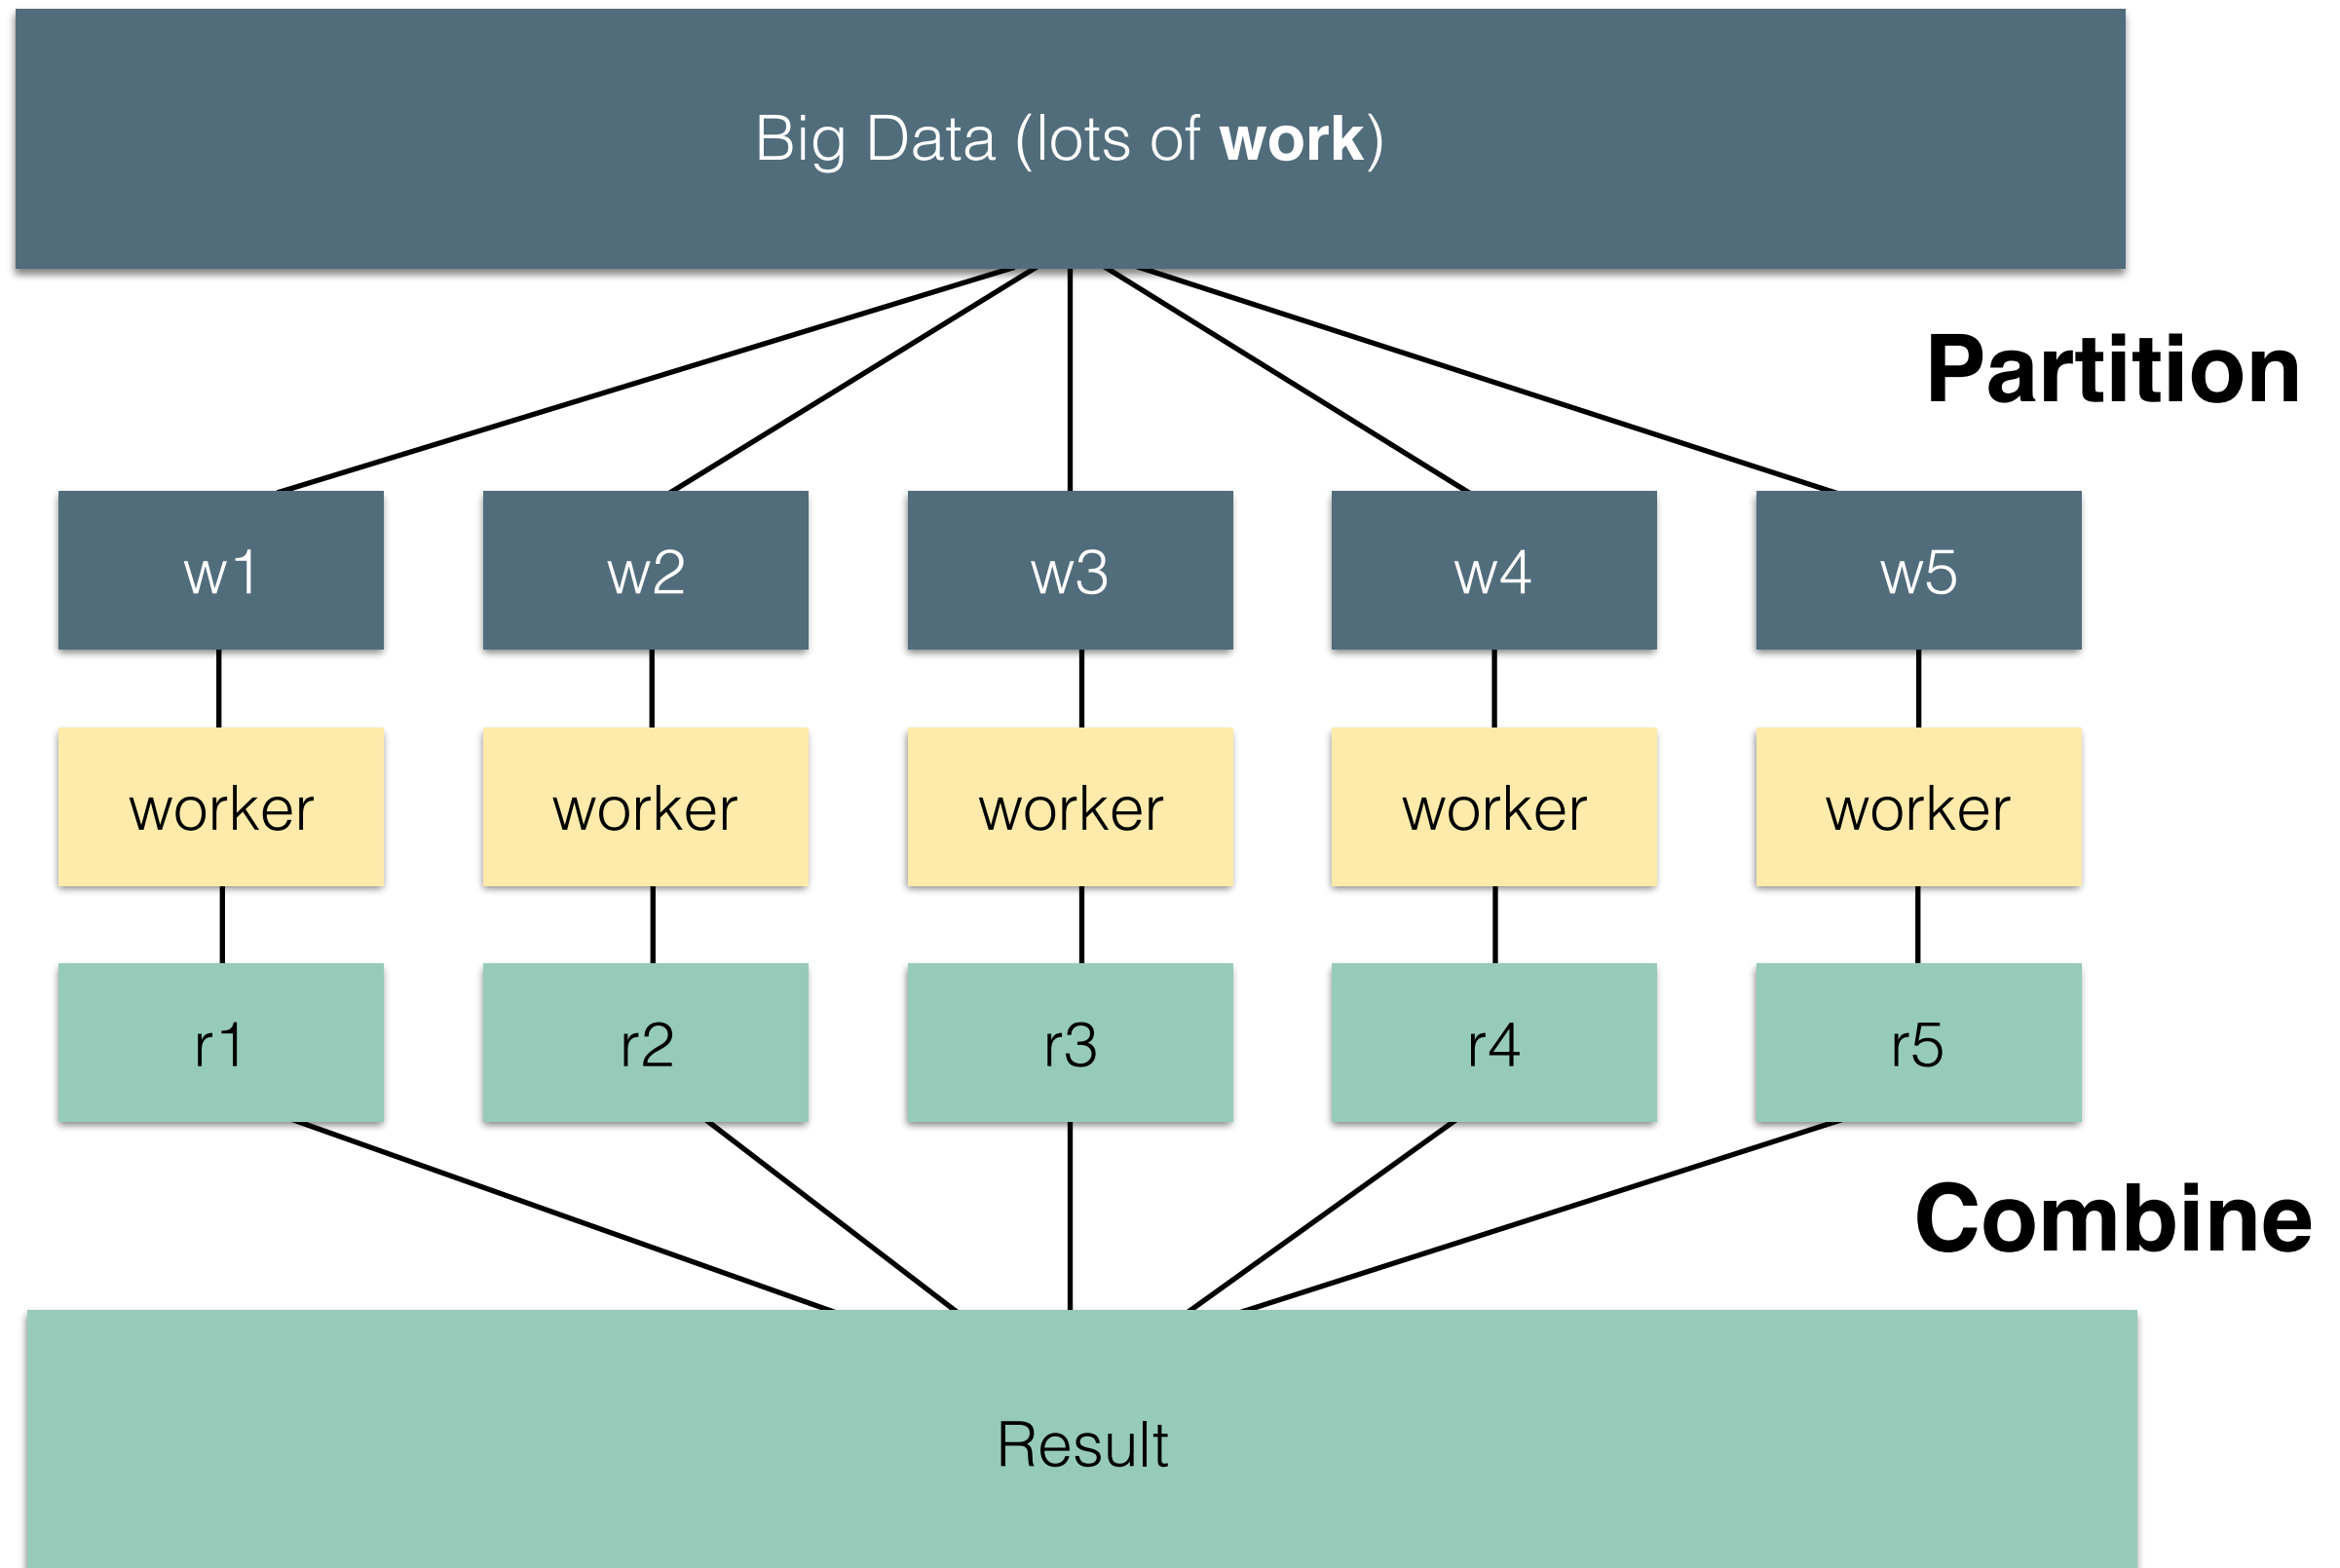 Big Data (lots of work)
Partition
w1
w2
w3
w4
w5
worker
worker
worker
worker
worker
r1
r2
r3
r4
r5
Combine
Result